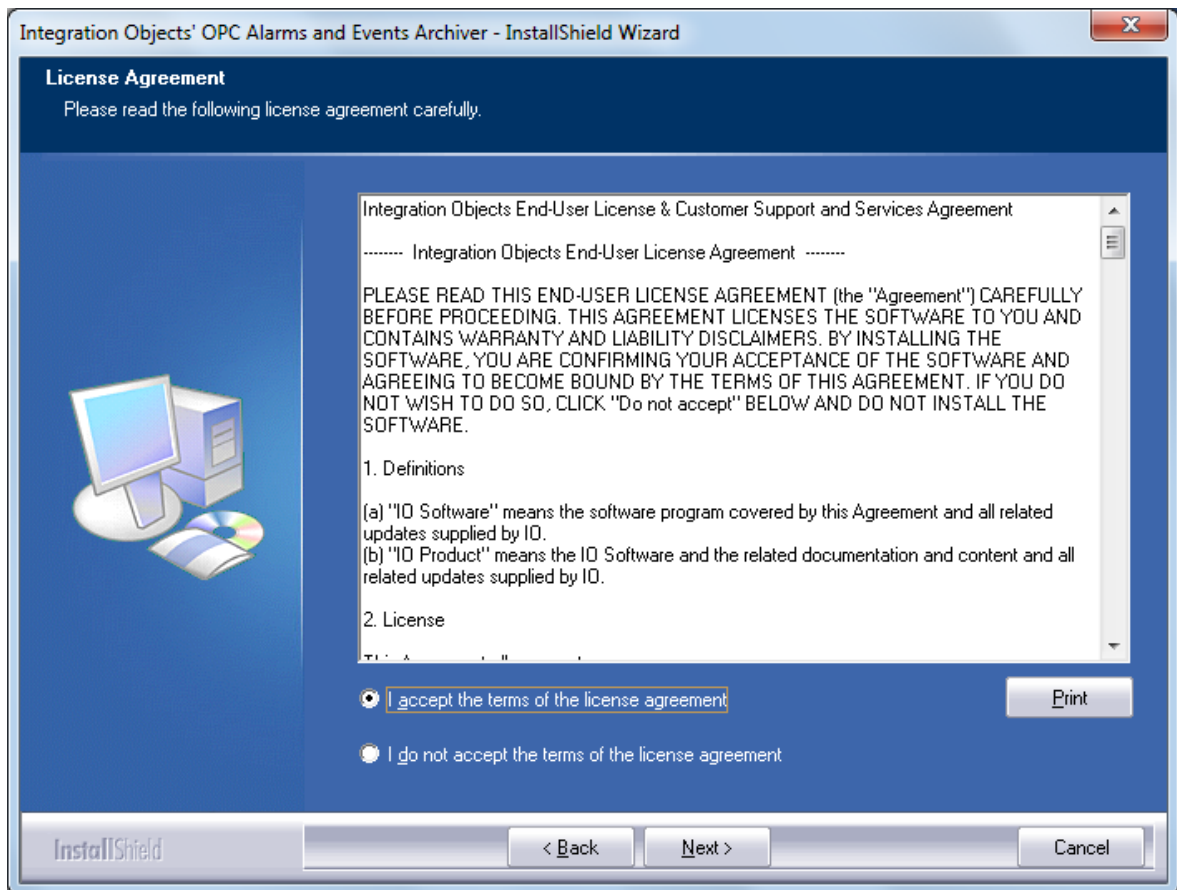 Integration Objects' OPC Alarms and Events Archiver - InstallShield Wizard
License Agreement
Please read the following license agreement carefully.
Integration Objects End-User License & Customer Support and Services Agreement
-------- Integration Objects End-User License Agreement --------
PLEASE READ THIS END-USER LICENSE AGREEMENT (the "Agreement") CAREFULLY
BEFORE PROCEEDING. THIS AGREEMENT LICENSES THE SOFTWARE TO YOU AND
CONTAINS WARRANTY AND LIABILITY DISCLAIMERS. BY INSTALLING THE
SOFTWARE, YOU ARE CONFIRMING YOUR ACCEPTANCE OF THE SOFTWARE AND
AGREEING TO BECOME BOUND BY THE TERMS OF THIS AGREEMENT. IF YOU DO
NOT WISH TO DO SO, CLICK "Do not accept" BELOW AND DO NOT INSTALL THE
SOFTWARE.
1. Definitions
(a) "IO Software" means the software program covered by this Agreement and all related
updates supplied by IO.
(b) "IO Product" means the IO Software and the related documentation and content and all
related updates supplied by IO.
2. License
I accept the terms of the license agreement
Print
I do not accept the terms of the license agreement
InstallShield
< Back
Next >
Cancel